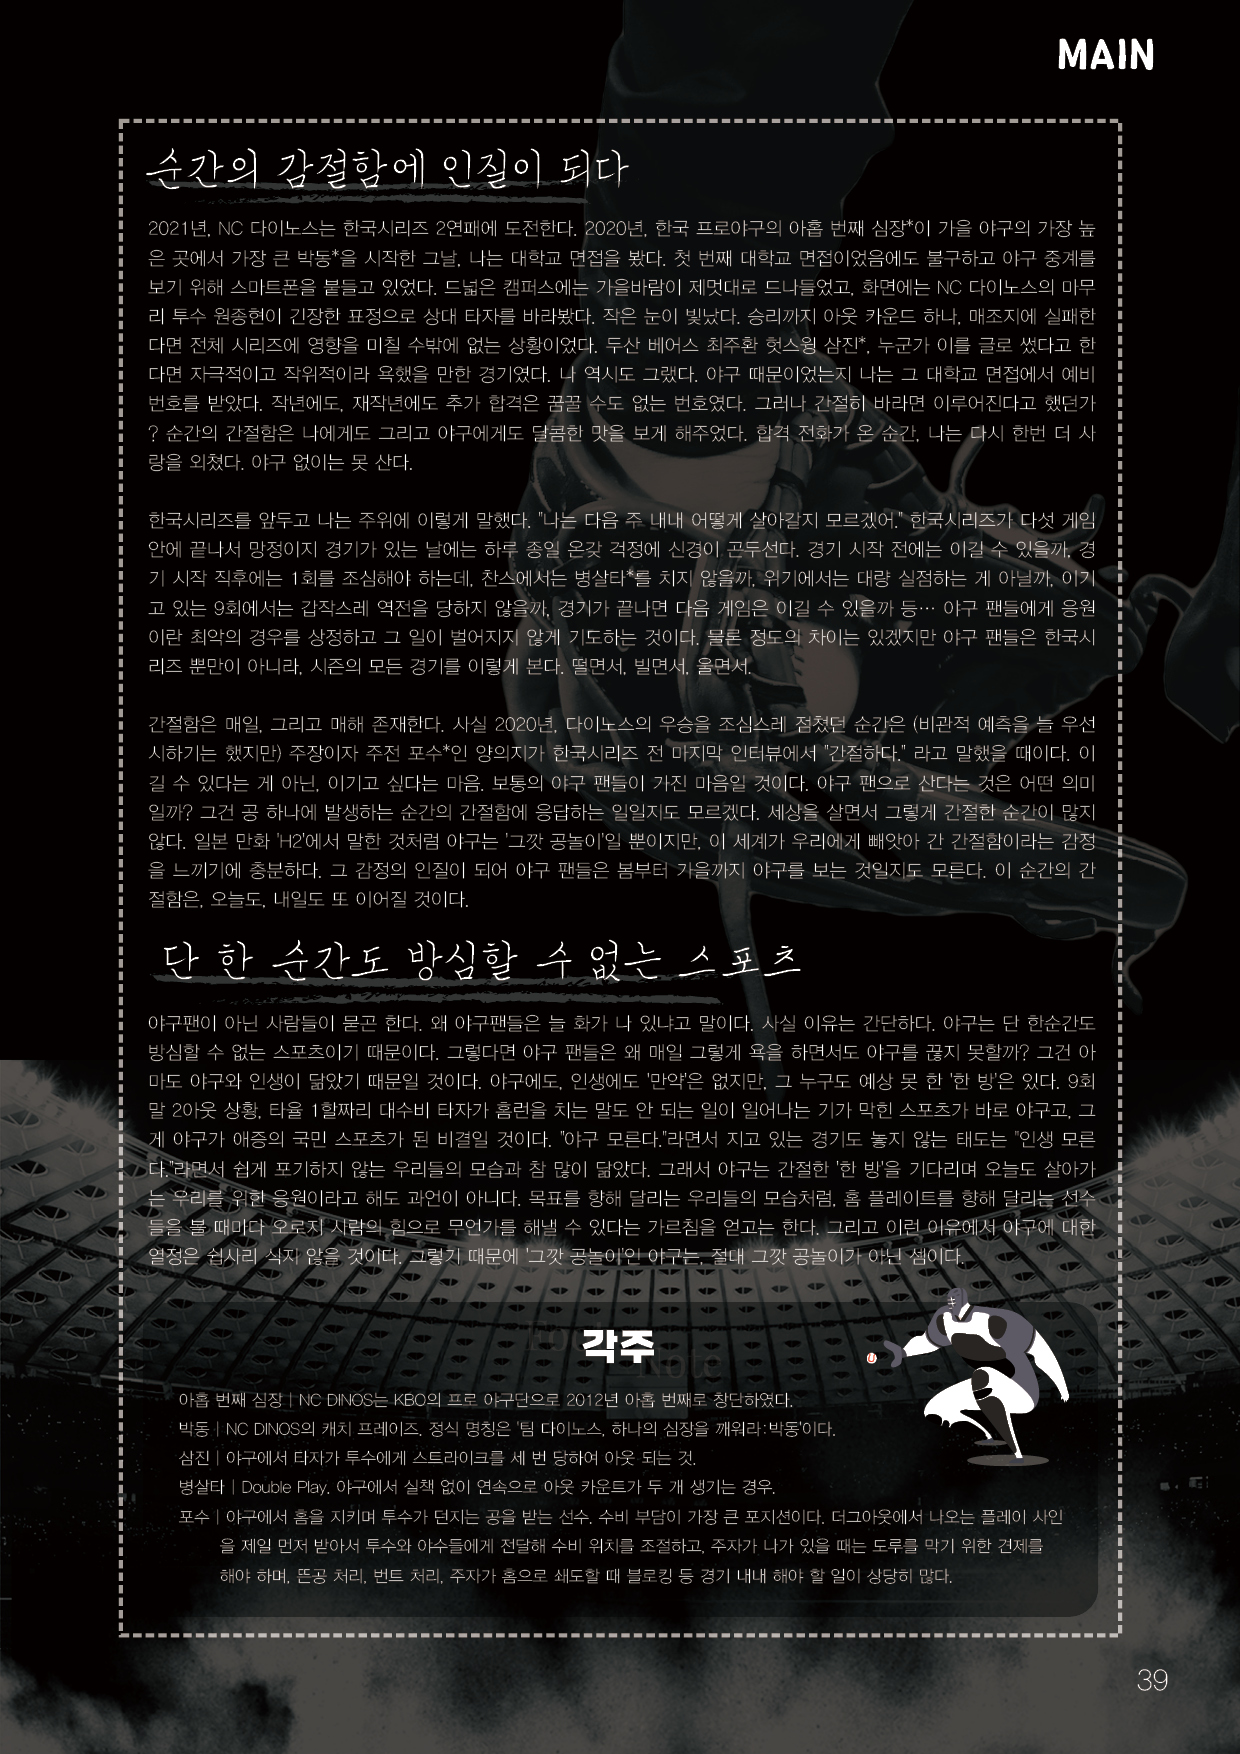 MAIN
순간의 감절함에 인질이 되다
2021년, NC 다이노스는 한국시리즈 2연패에 도전한다. 2020년, 한국 프로야구의 아홉 번째 심장*이 가을 야구의 가장 높
은 곳에서 가장 큰 박동*을 시작한 그날, 나는 대학교 면접을 봤다. 첫 번째 대학교 면접이었음에도 불구하고 야구 중계를
보기 위해 스마트폰을 붙들고 있었다. 드넓은 캠퍼스에는 가을바람이 제멋대로 드나들었고, 화면에는 NC 다이노스의 마무
리 투수 원종현이 긴장한 표정으로 상대 타자를 바라봤다. 작은 눈이 빛났다. 승리까지 아웃 카운드 하나, 매조지에 실패한
다면 전체 시리즈에 영향을 미칠 수밖에 없는 상황이었다. 두산 베어스 최주환 헛스윙 삼진*, 누군가 이를 글로 썼다고 한
다면 자극적이고 작위적이라 욕했을 만한 경기였다. 나 역시도 그랬다. 야구 때문이었는지 나는 그 대학교 면접에서 예비
번호를 받았다. 작년에도, 재작년에도 추가 합격은 꿈꿀 수도 없는 번호였다. 그러나 간절히 바라면 이루어진다고 했던가
? 순간의 간절함은 나에게도 그리고 야구에게도 달콤한 맛을 보게 해주었다. 합격 전화가 온 순간, 나는 다시 한번 더 사
랑을 외쳤다. 야구 없이는 못 산다.
한국시리즈를 앞두고 나는 주위에 이렇게 말했다. "나는 다음 주 내내 어떻게 살아갈지 모르겠어." 한국시리즈가 다섯 게임
안에 끝나서 망정이지 경기가 있는 날에는 하루 종일 온갖 걱정에 신경이 곤두선다. 경기 시작 전에는 이길 수 있을까, 경
기 시작 직후에는 1회를 조심해야 하는데, 찬스에서는 병살타*를 치지 않을까, 위기에서는 대량 실점하는 게 아닐까, 이기
고 있는 9회에서는 갑작스레 역전을 당하지 않을까, 경기가 끝나면 다음 게임은 이길 수 있을까 등… 야구 팬들에게 응원
이란 최악의 경우를 상정하고 그 일이 벌어지지 않게 기도하는 것이다. 물론 정도의 차이는 있겠지만 야구 팬들은 한국시
리즈 뿐만이 아니라, 시즌의 모든 경기를 이렇게 본다. 떨면서, 빌면서, 울면서.
간절함은 매일, 그리고 매해 존재한다. 사실 2020년, 다이노스의 우승을 조심스레 점쳤던 순간은 (비관적 예측을 늘 우선
시하기는 했지만) 주장이자 주전 포수*인 양의지가 한국시리즈 전 마지막 인터뷰에서 "간절하다." 라고 말했을 때이다. 이
길 수 있다는 게 아닌, 이기고 싶다는 마음. 보통의 야구 팬들이 가진 마음일 것이다. 야구 팬으로 산다는 것은 어떤 의미
일까? 그건 공 하나에 발생하는 순간의 간절함에 응답하는 일일지도 모르겠다. 세상을 살면서 그렇게 간절한 순간이 많지
않다. 일본 만화 'H2'에서 말한 것처럼 야구는 '그깟 공놀이'일 뿐이지만, 이 세계가 우리에게 빼앗아 간 간절함이라는 감정
을 느끼기에 충분하다. 그 감정의 인질이 되어 야구 팬들은 봄부터 가을까지 야구를 보는 것일지도 모른다. 이 순간의 간
절함은, 오늘도, 내일도 또 이어질 것이다.
단 한 순간도 방심할 수 없는 스포츠
야구팬이 아닌 사람들이 묻곤 한다. 왜 야구팬들은 늘 화가 나 있냐고 말이다. 사실 이유는 간단하다. 야구는 단 한순간도
방심할 수 없는 스포츠이기 때문이다. 그렇다면 야구 팬들은 왜 매일 그렇게 욕을 하면서도 야구를 끊지 못할까? 그건 아
마도 야구와 인생이 닮았기 때문일 것이다. 야구에도, 인생에도 '만약'은 없지만, 그 누구도 예상 못 한 '한 방'은 있다. 9회
말 2아웃 상황, 타율 1할짜리 대수비 타자가 홈런을 치는 말도 안 되는 일이 일어나는 기가 막힌 스포츠가 바로 야구고, 그
게 야구가 애증의 국민 스포츠가 된 비결일 것이다. "야구 모른다."라면서 지고 있는 경기도 놓지 않는 태도는 "인생 모른
다."라면서 쉽게 포기하지 않는 우리들의 모습과 참 많이 닮았다. 그래서 야구는 간절한 '한 방'을 기다리며 오늘도 살아가
는 우리를 위한 응원이라고 해도 과언이 아니다. 목표를 향해 달리는 우리들의 모습처럼, 홈 플레이트를 향해 달리는 선수
들을 볼 때마다 오로지 사람의 힘으로 무언가를 해낼 수 있다는 가르침을 얻고는 한다. 그리고 이런 이유에서 야구에 대한
열정은 쉽사리 식지 않을 것이다. 그렇기 때문에 '그깟 공놀이'인 야구는, 절대 그깟 공놀이가 아닌 셈이다.
각주
아홉 번째 심장 | NC DINOS는 KBO의 프로 야구단으로 2012년 아홉 번째로 창단하였다.
박동 | NC DINOS의 캐치 프레이즈. 정식 명칭은 '팀 다이노스, 하나의 심장을 깨워라:박동'이다.
삼진 | 야구에서 타자가 투수에게 스트라이크를 세 번 당하여 아웃 되는 것.
병살타 | Double Play. 야구에서 실책 없이 연속으로 아웃 카운트가 두 개 생기는 경우.
포수 | 야구에서 홈을 지키며 투수가 던지는 공을 받는 선수. 수비 부담이 가장 큰 포지션이다. 더그아웃에서 나오는 플레이 사인
을 제일 먼저 받아서 투수와 야수들에게 전달해 수비 위치를 조절하고, 주자가 나가 있을 때는 도루를 막기 위한 견제를
해야 하며, 뜬공 처리, 번트 처리, 주자가 홈으로 쇄도할 때 블로킹 등 경기 내내 해야 할 일이 상당히 많다.
39